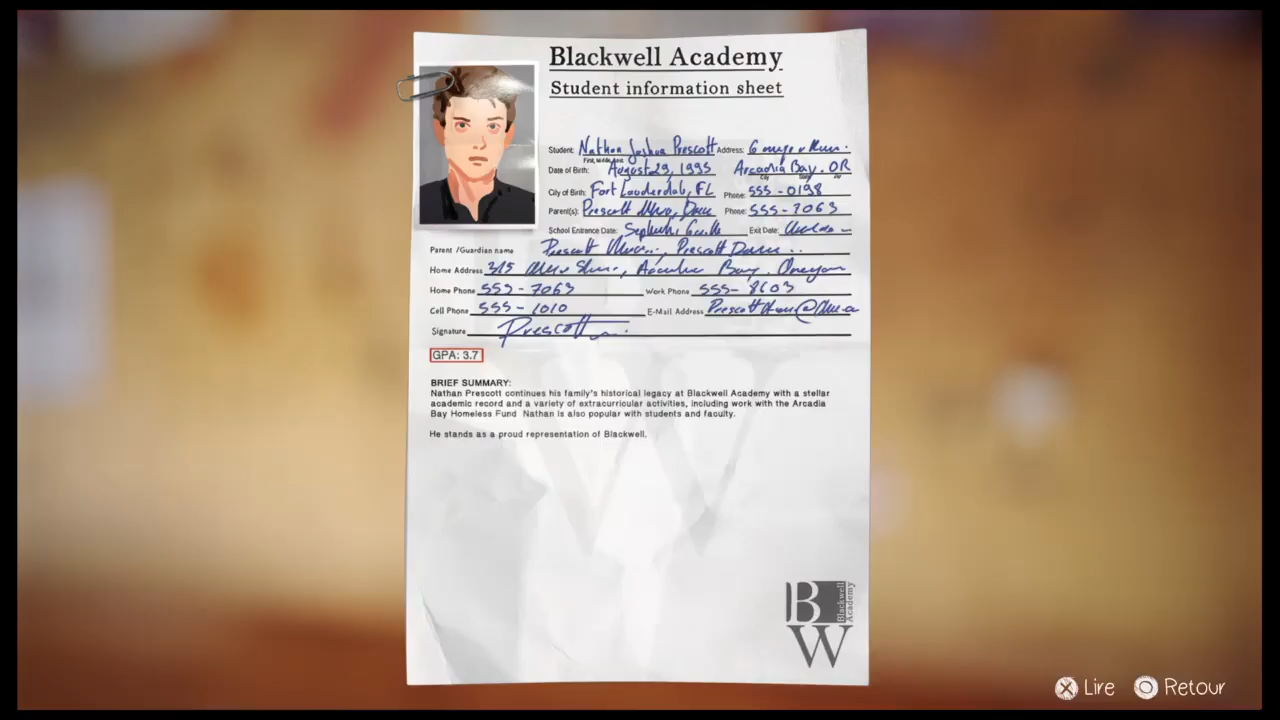 Blackwell Academy
Student information sheet
Student: Nathan Joshua Prescott Address:
First, Middle, Last
Date of Birth: August 29, 1995 Arcadia Bay, OR
City of Birth: Fort Lauderdale, FL Phone: 555-0198
Parent(s): Prescott Phone: 555-7063
School Entrance Date: Exit Date:
Parent /Guardian name Prescott Prescott
Home Address 315 Arcadia Bay, Oregon
Home Phone 555-7063 Work Phone 555-8603
Cell Phone 555-1010 E-Mail Address
Signature Prescott
GPA: 3.7
BRIEF SUMMARY:
Nathan Prescott continues his family's historical legacy at Blackwell Academy with a stellar
academic record and a variety of extracurricular activities, including work with the Arcadia
Bay Homeless Fund Nathan is also popular with students and faculty.
He stands as a proud representation of Blackwell.
BW
Blackwell
Academy
Lire Retour